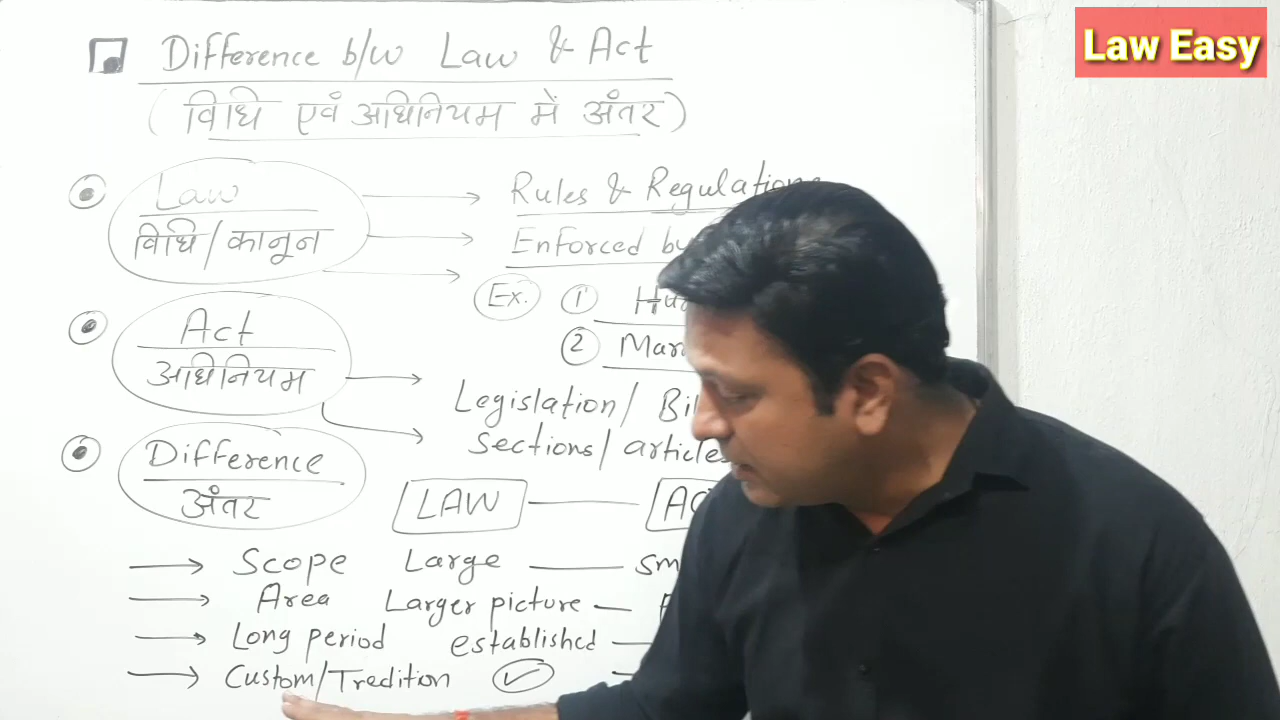 Law Easy
Difference b/w Law & Act
(विधि एवं अधिनियम में अंतर)
Law
विधि/कानून
Rules & Regulations
Enforced by
Ex. 1
2
Act
अधिनियम
Legislation/
Sections/articles
Difference
अंतर
LAW
Scope Large
Area Larger picture
Long period established
Custom/Tredition